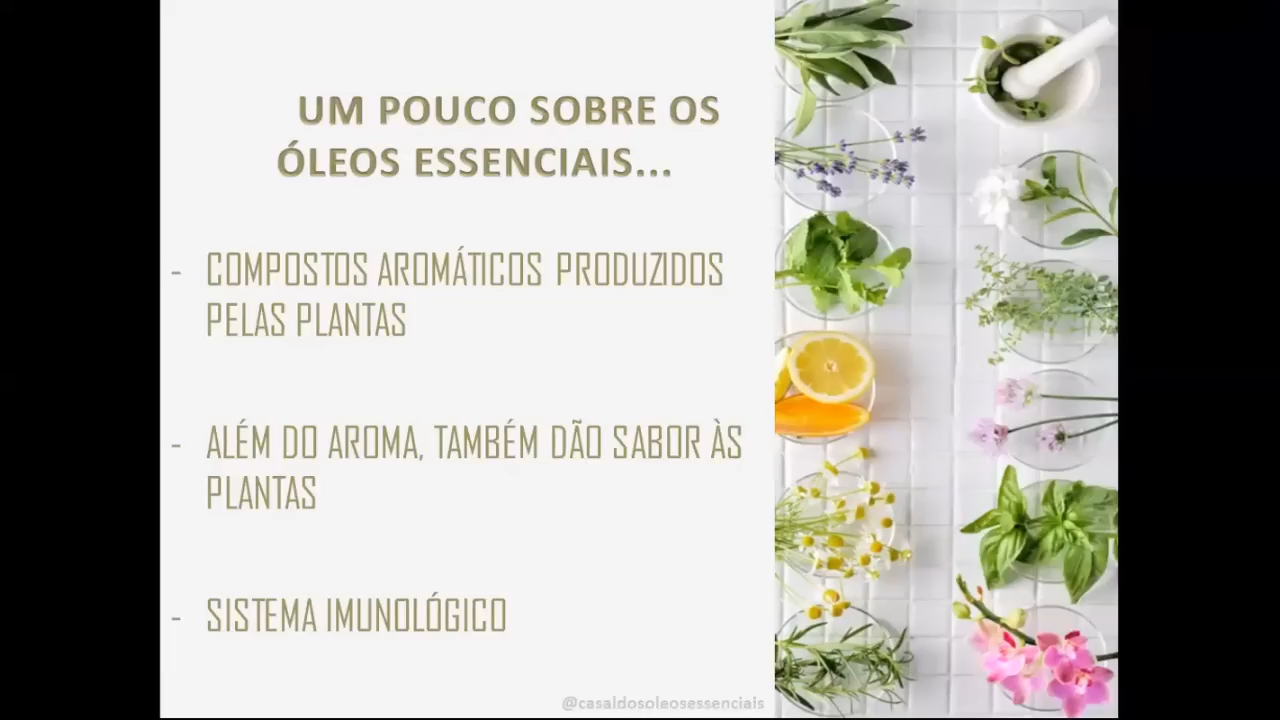 UM POUCO SOBRE OS
ÓLEOS ESSENCIAIS...
- COMPOSTOS AROMÁTICOS PRODUZIDOS
PELAS PLANTAS
- ALÉM DO AROMA, TAMBÉM DÃO SABOR ÀS
PLANTAS
- SISTEMA IMUNOLÓGICO
@casaldosoleosessenciais